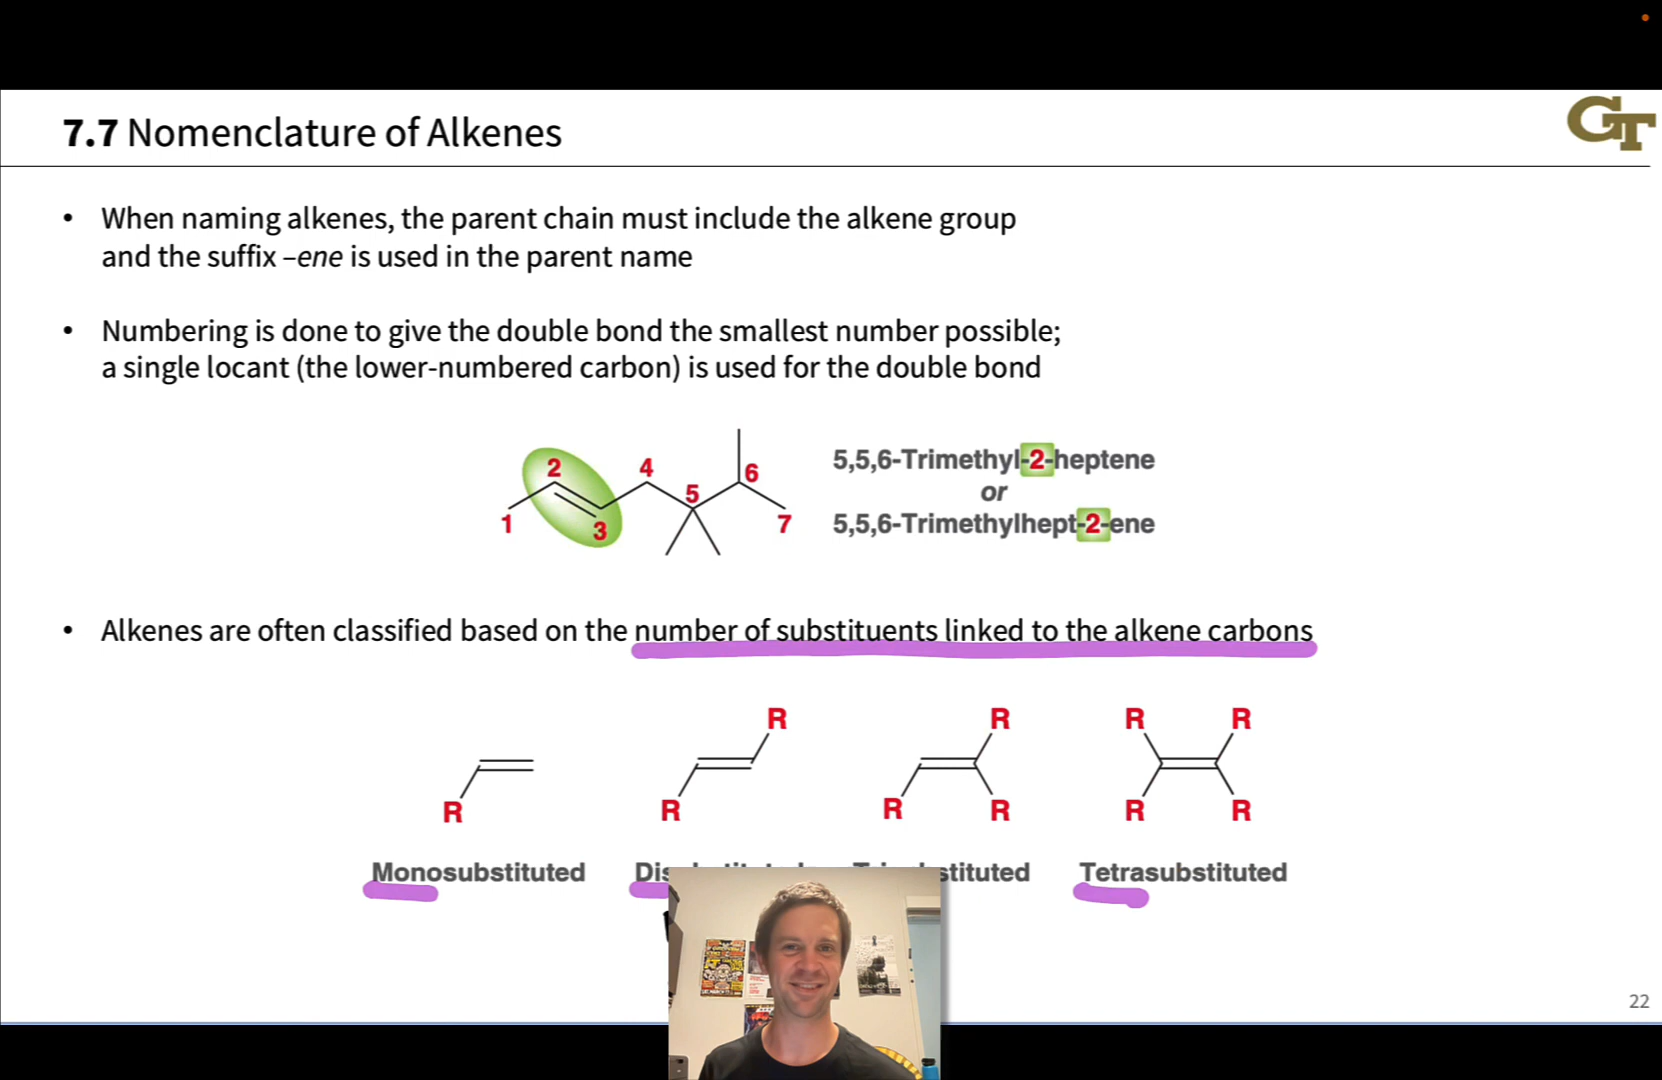 GT
7.7 Nomenclature of Alkenes
• When naming alkenes, the parent chain must include the alkene group
and the suffix –ene is used in the parent name
• Numbering is done to give the double bond the smallest number possible;
a single locant (the lower-numbered carbon) is used for the double bond
1 2 3 4 5 6 7
5,5,6-Trimethyl-2-heptene
or
5,5,6-Trimethylhept-2-ene
• Alkenes are often classified based on the number of substituents linked to the alkene carbons
R R R
R R
R R R R
R R
Monosubstituted
Tetrasubstituted
22